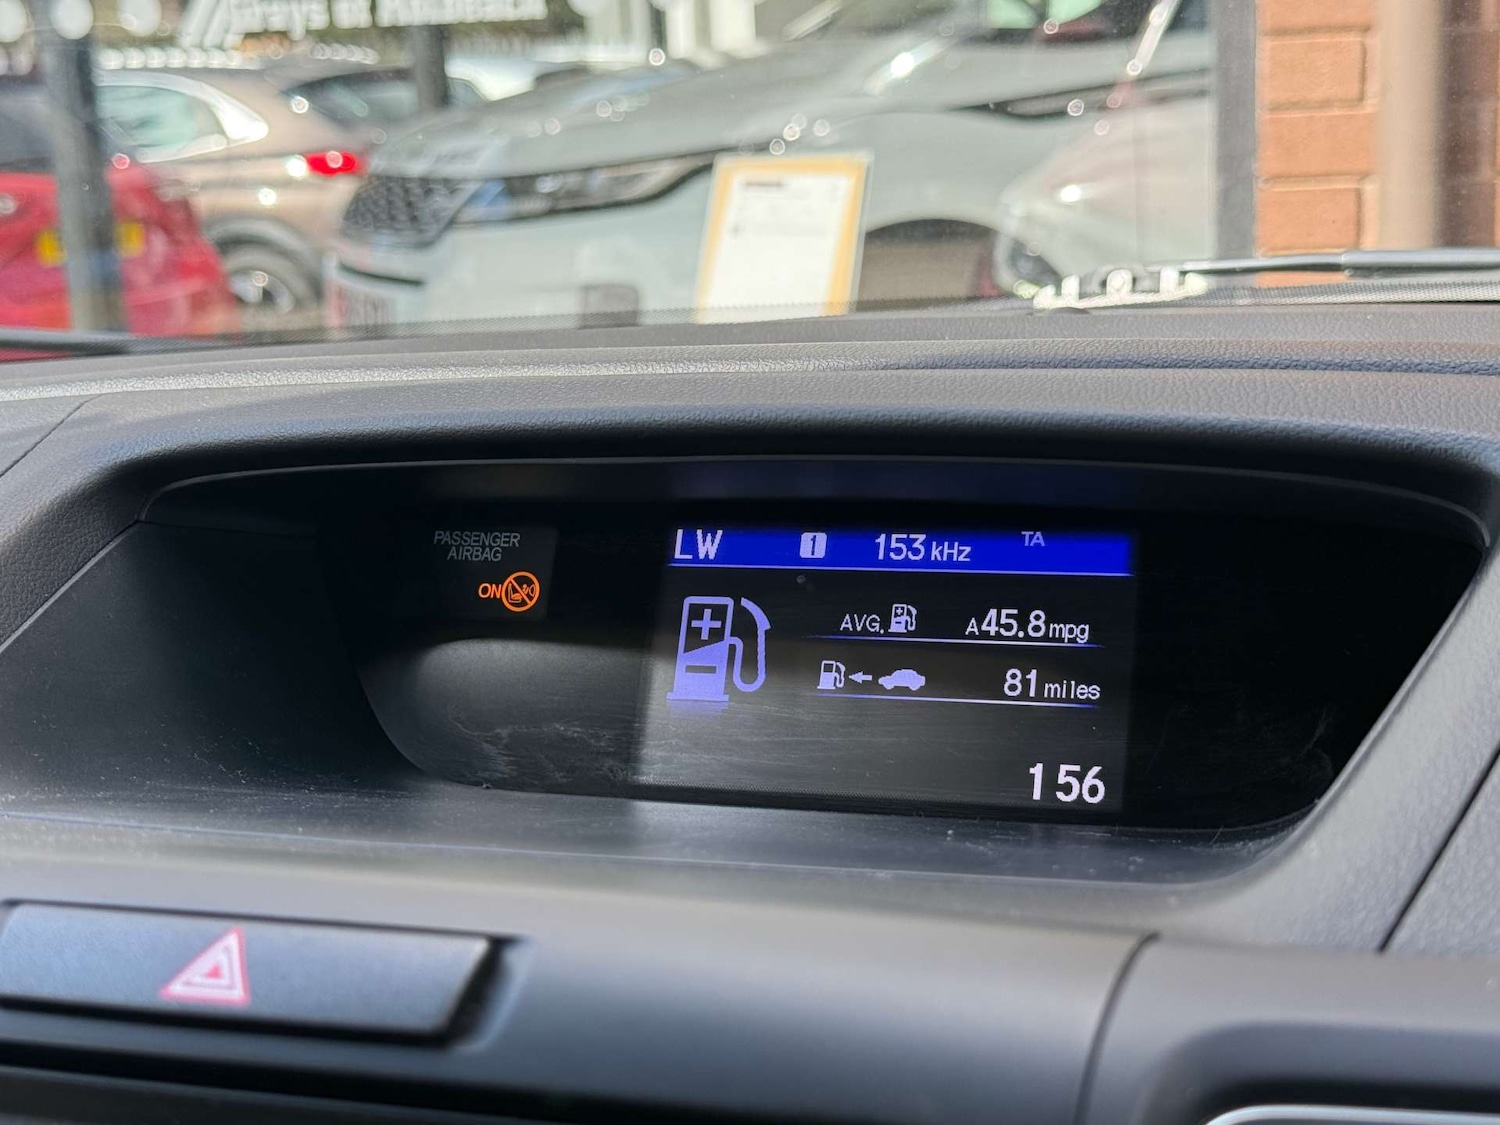 PASSENGER
AIRBAG
ON
LW 1 153 kHz TA
AVG. A45.8mpg
81 miles
156